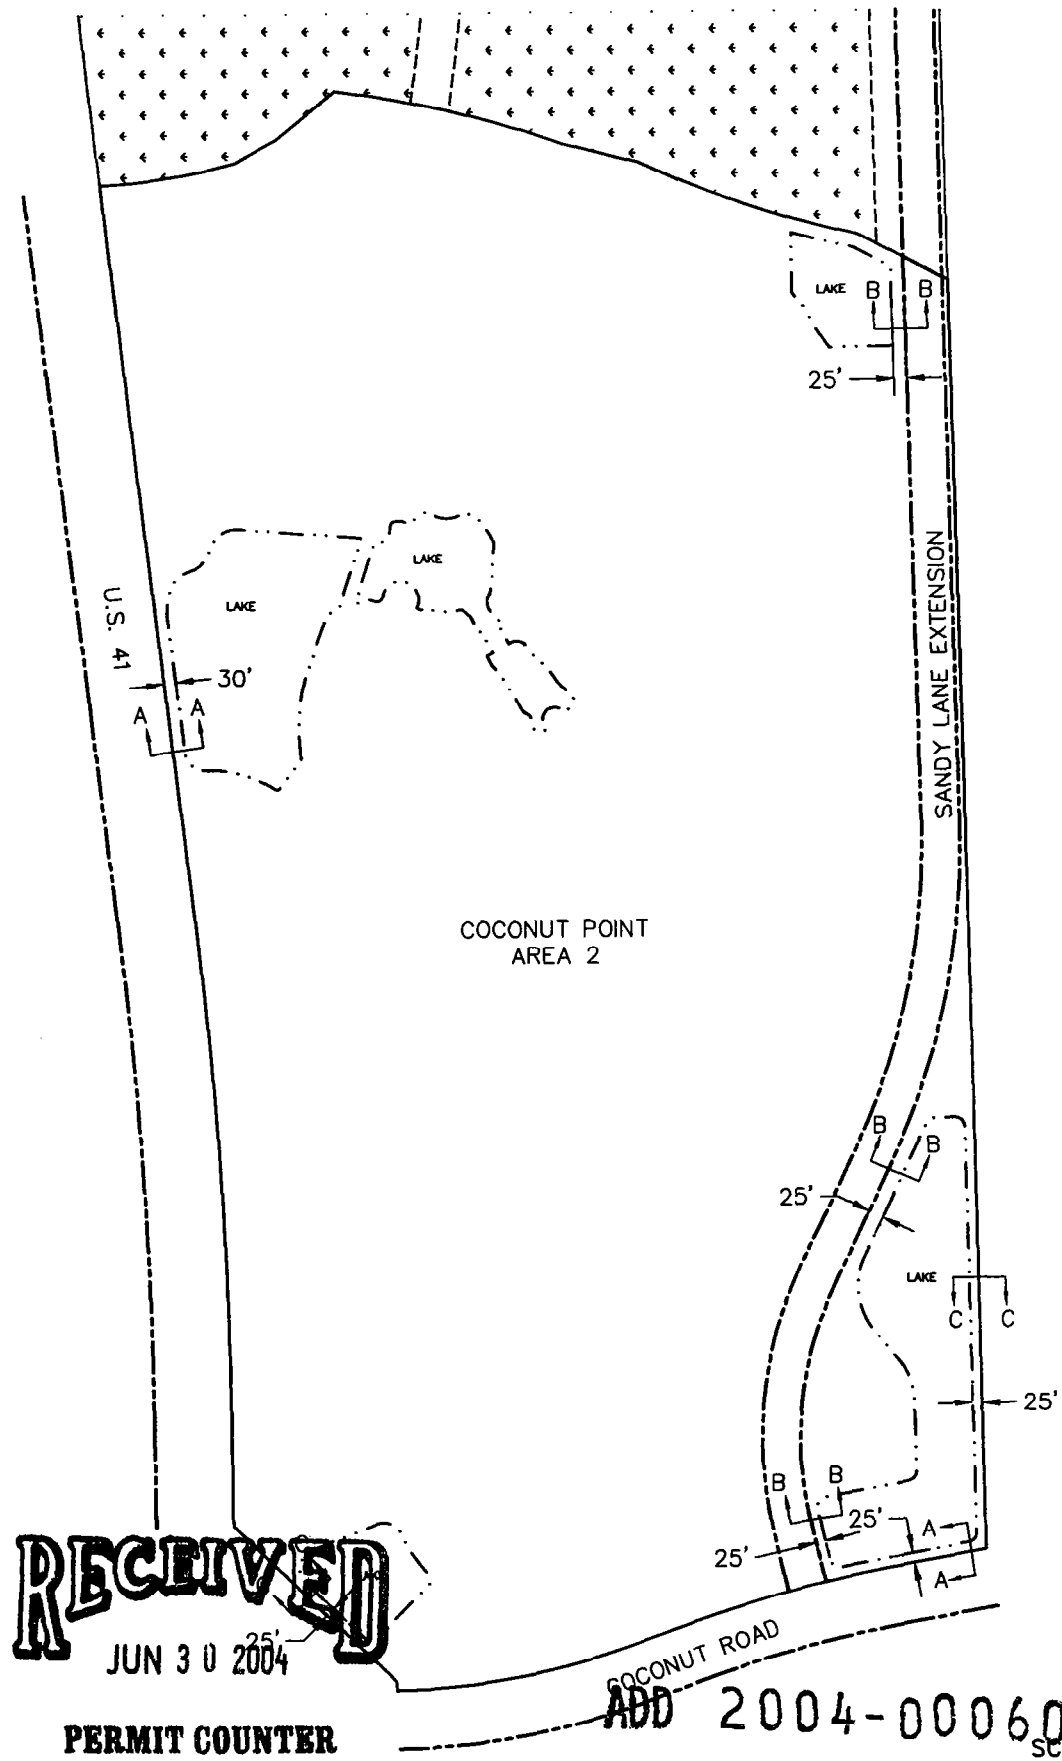 LAKE
B B
25'
SANDY LANE EXTENSION
LAKE
LAKE
U.S. 41
30'
A A
COCONUT POINT
AREA 2
B
B
25'
LAKE
C C
25'
B B
25'
A
25'
A
RECEIVED
25'
JUN 30 2004
COCONUT ROAD
ADD 2004-00060
PERMIT COUNTER